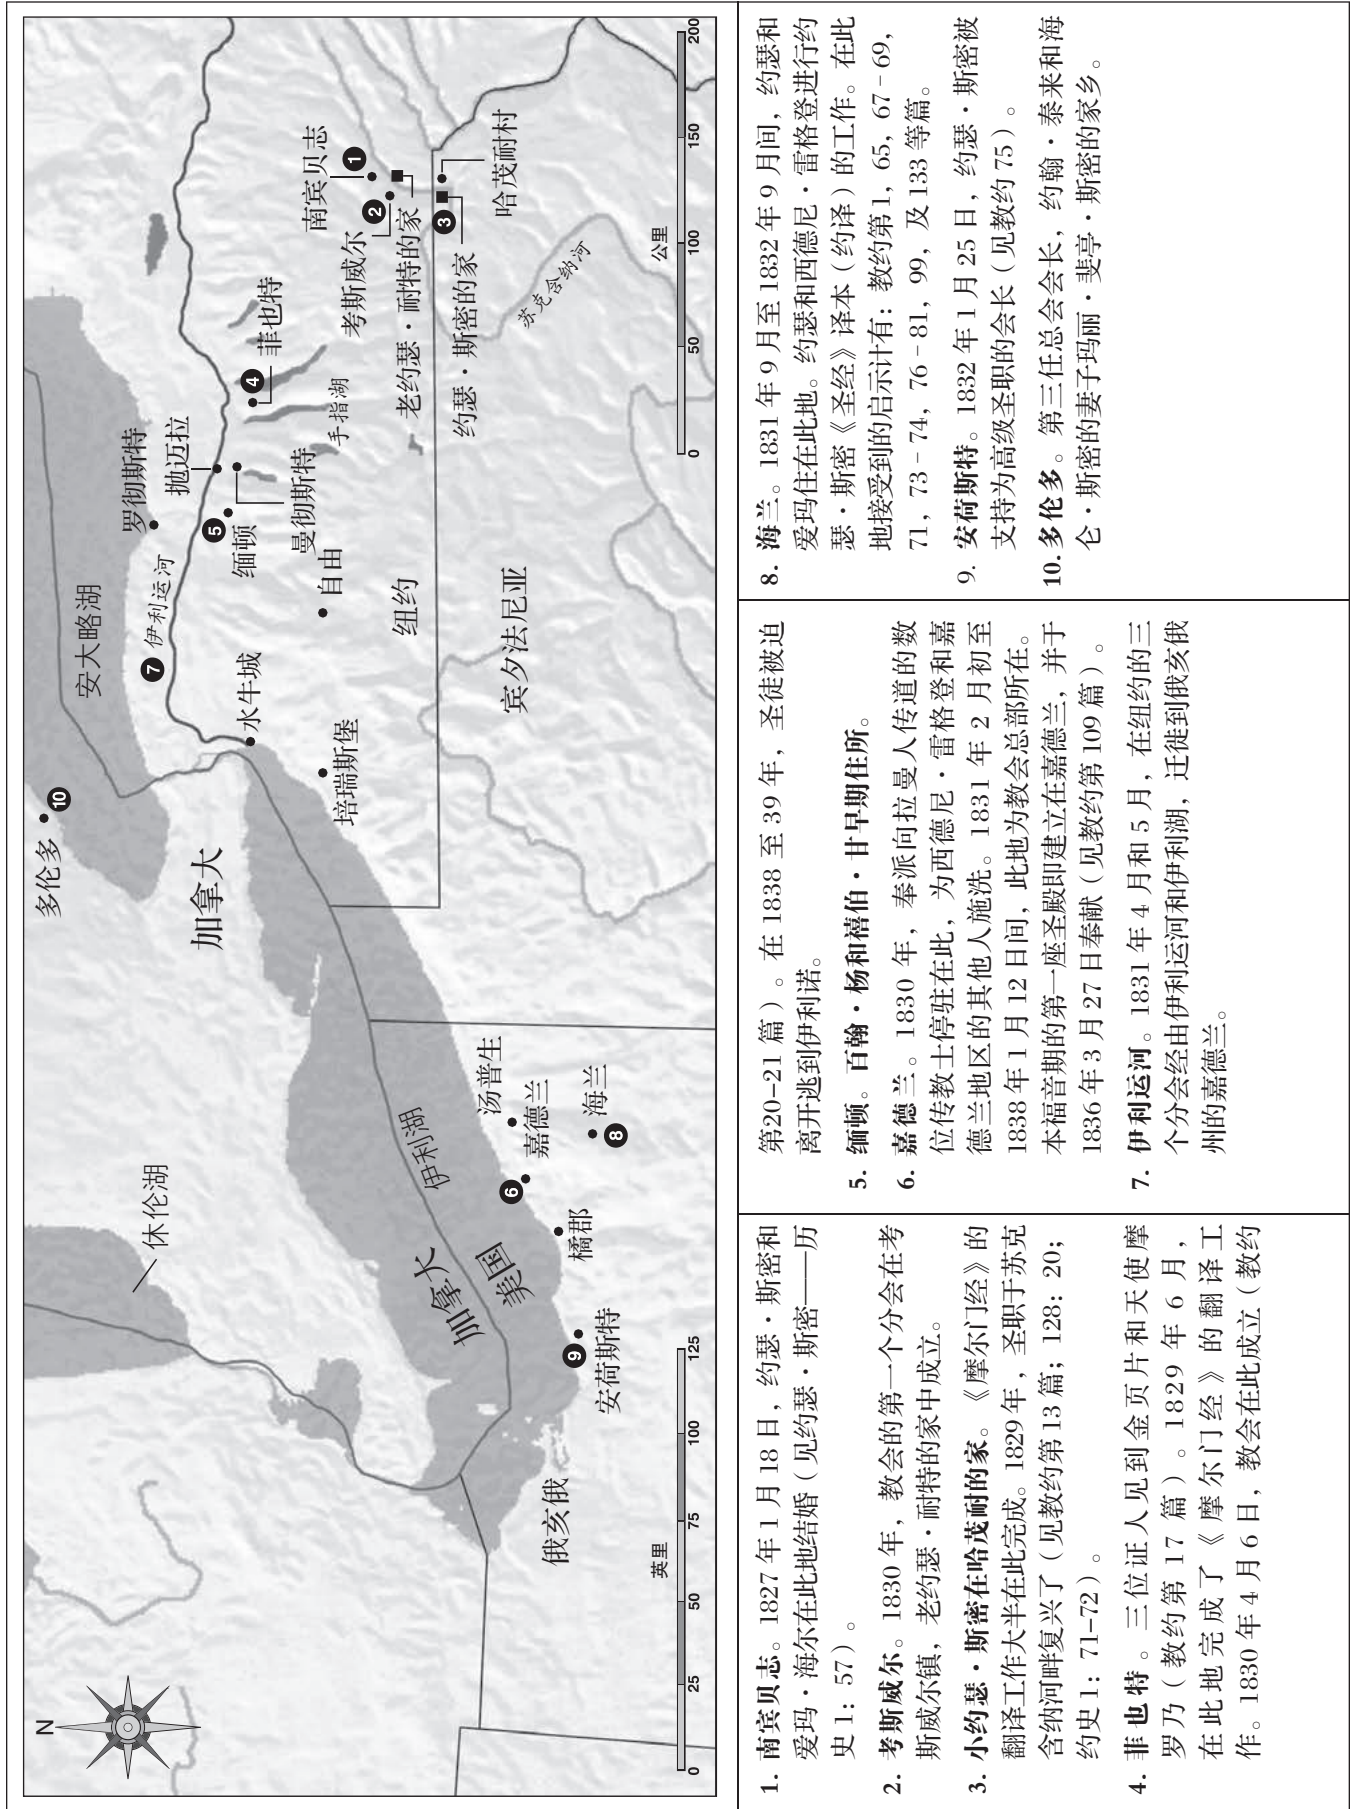 N
休伦湖
多伦多
10
安大略湖
加拿大
7
伊利运河
罗彻斯特
抛迈拉
水牛城
5
缅顿
曼彻斯特
4
菲也特
手指湖
南宾贝志
1
2
考斯威尔
老约瑟·耐特的家
3
约瑟·斯密的家
哈茂耐村
苏克含纳河
自由
纽约
培瑞斯堡
宾夕法尼亚
伊利湖
加拿大
美国
汤普生
6
嘉德兰
海兰
8
橘郡
9
安荷斯特
俄亥俄
英里
0 25 50 75 100 125
公里
0 50 100 150 200
1. 南宾贝志。1827 年 1 月 18 日，约瑟·斯密和
爱玛·海尔在此地结婚（见约瑟·斯密——历
史 1：57）。
2. 考斯威尔。1830 年，教会的第一个分会在考
斯威尔镇，老约瑟·耐特的家中成立。
3. 小约瑟·斯密在哈茂耐的家。《摩尔门经》的
翻译工作大半在此完成。1829 年，圣职于苏克
含纳河畔复兴了（见教约第 13 篇；128：20；
约史 1：71–72）。
4. 菲也特。三位证人见到金页片和天使摩
罗乃（教约第 17 篇）。1829 年 6 月，
在此地完成了《摩尔门经》的翻译工
作。1830 年 4 月 6 日，教会在此成立（教约
第20–21 篇）。在 1838 至 39 年，圣徒被迫
离开逃到伊利诺。
5. 缅顿。百翰·杨和禧伯·甘早期住所。
6. 嘉德兰。1830 年，奉派向拉曼人传道的数
位传教士停驻在此，为西德尼·雷格登和嘉
德兰地区的其他人施洗。1831 年 2 月初至
1838 年 1 月 12 日间，此地为教会总部所在。
本福音期的第一座圣殿即建立在嘉德兰，并于
1836 年 3 月 27 日奉献（见教约第 109 篇）。
7. 伊利运河。1831 年 4 月和 5 月，在纽约的三
个分会经由伊利运河和伊利湖，迁徙到俄亥俄
州的嘉德兰。
8. 海兰。1831 年 9 月至 1832 年 9 月间，约瑟和
爱玛住在此地。约瑟和西德尼·雷格登进行约
瑟·斯密《圣经》译本（约译）的工作。在此
地接受到的启示计有：教约第 1, 65, 67–69,
71, 73–74, 76–81, 99, 及 133 等篇。
9. 安荷斯特。1832 年 1 月 25 日，约瑟·斯密被
支持为高级圣职的会长（见教约 75）。
10. 多伦多。第三任总会会长，约翰·泰来和海
仑·斯密的妻子玛丽·斐亭·斯密的家乡。